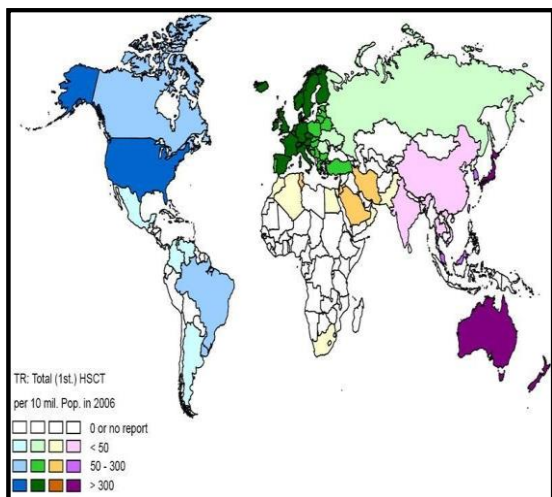 TR: Total (1st.) HSCT
per 10 mil. Pop. in 2006
0 or no report
< 50
50 - 300
> 300